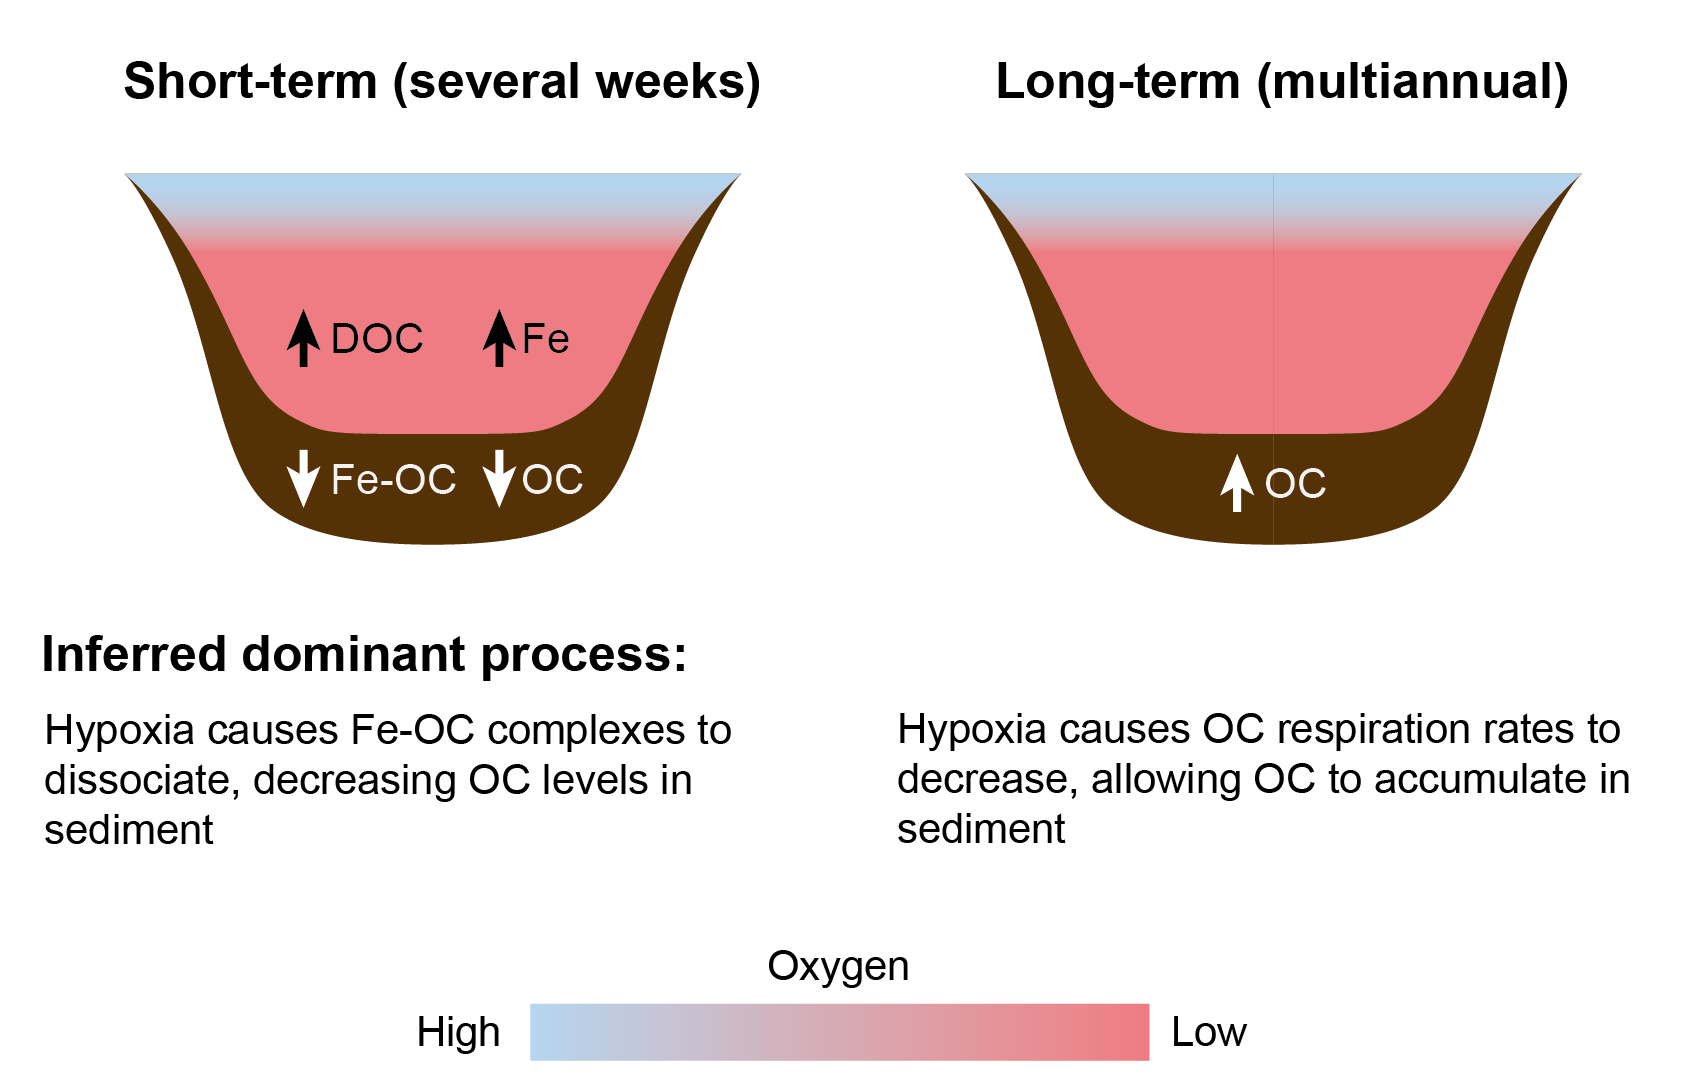 Short-term (several weeks)
Long-term (multiannual)
DOC
Fe
Fe-OC
OC
OC
Inferred dominant process:
Hypoxia causes Fe-OC complexes to
dissociate, decreasing OC levels in
sediment
Hypoxia causes OC respiration rates to
decrease, allowing OC to accumulate in
sediment
Oxygen
High
Low